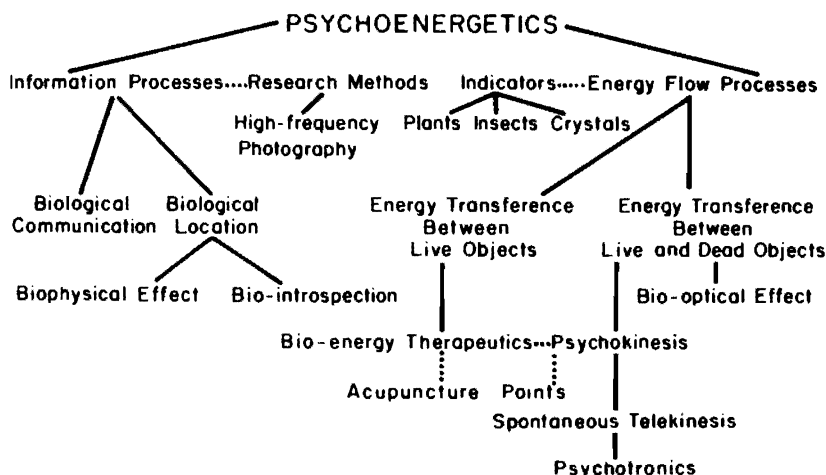 PSYCHOENERGETICS
Information Processes....Research Methods Indicators.....Energy Flow Processes
High-frequency
Photography
Plants Insects Crystals
Biological
Communication
Biological
Location
Energy Transference
Between
Live Objects
Energy Transference
Between
Live and Dead Objects
Biophysical Effect
Bio-introspection
Bio-optical Effect
Bio-energy Therapeutics....Psychokinesis
Acupuncture Points
Spontaneous Telekinesis
Psychotronics